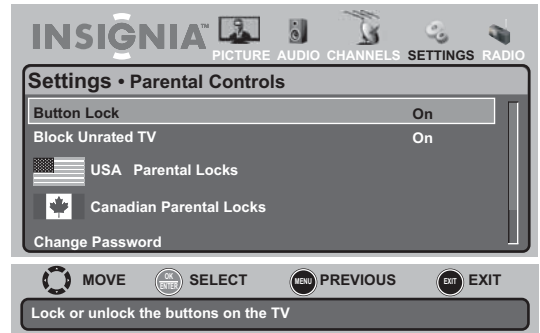 INSIGNIA™
PICTURE AUDIO CHANNELS SETTINGS RADIO
Settings • Parental Controls
Button Lock On
Block Unrated TV On
USA Parental Locks
Canadian Parental Locks
Change Password
MOVE OK ENTER SELECT MENU PREVIOUS EXIT EXIT
Lock or unlock the buttons on the TV